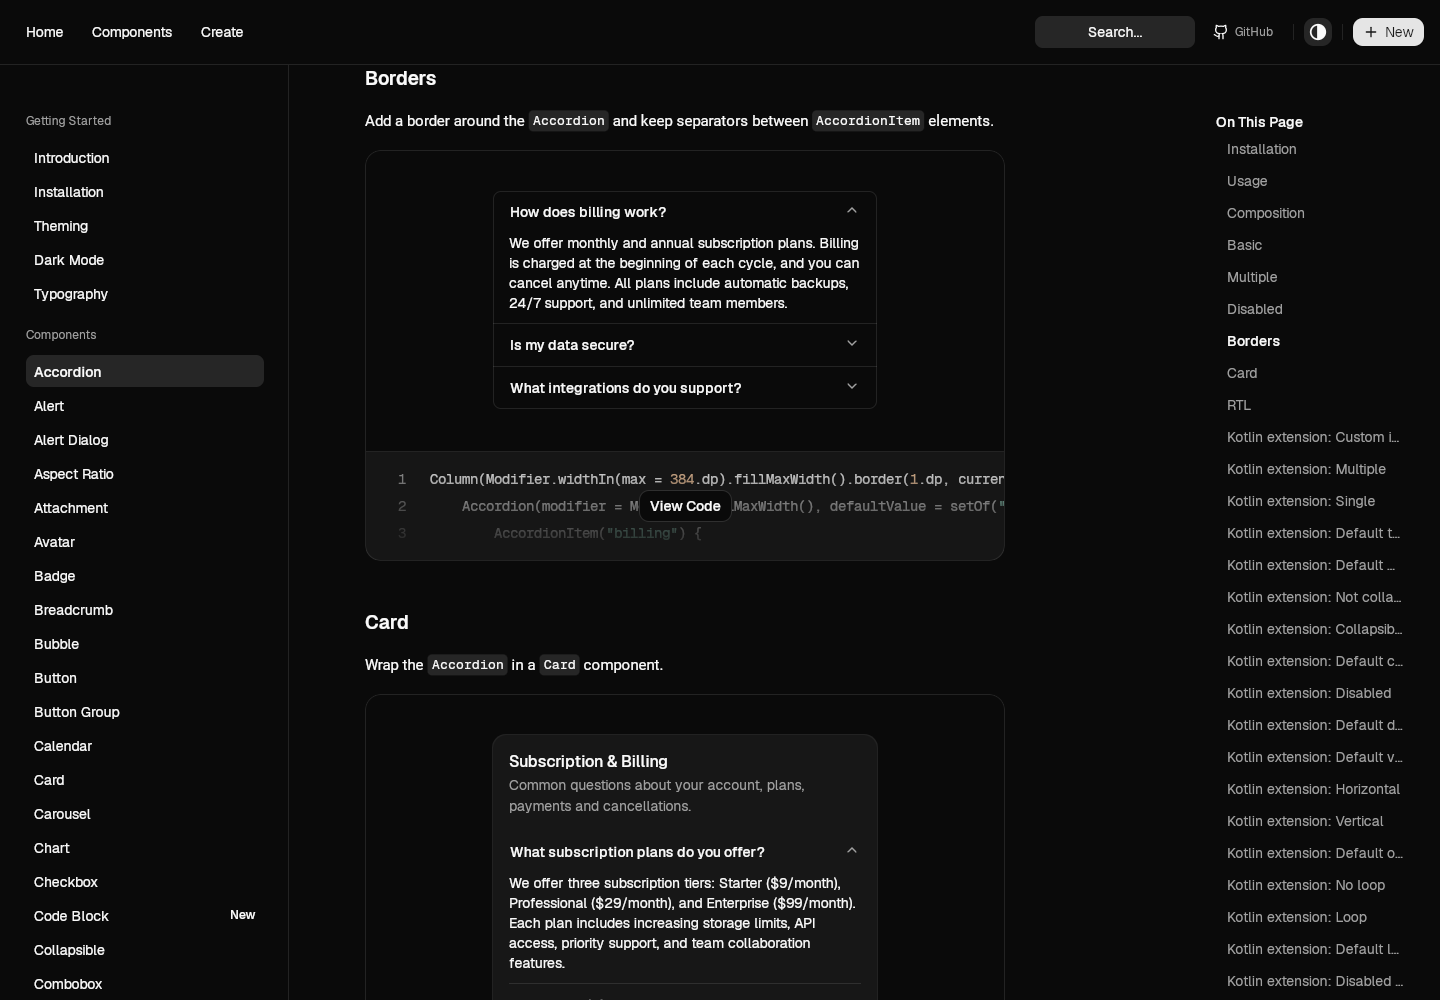 Home Components Create Search... GitHub New
Getting Started
Introduction
Installation
Theming
Dark Mode
Typography
Components
Accordion
Alert
Alert Dialog
Aspect Ratio
Attachment
Avatar
Badge
Breadcrumb
Bubble
Button
Button Group
Calendar
Card
Carousel
Chart
Checkbox
Code Block New
Collapsible
Combobox
Borders
Add a border around the Accordion and keep separators between AccordionItem elements.
How does billing work?
We offer monthly and annual subscription plans. Billing
is charged at the beginning of each cycle, and you can
cancel anytime. All plans include automatic backups,
24/7 support, and unlimited team members.
Is my data secure?
What integrations do you support?
1 Column(Modifier.widthIn(max = 384.dp).fillMaxWidth().border(1.dp, curren
2 Accordion(modifier = M lMaxWidth(), defaultValue = setOf("
View Code
3 AccordionItem("billing") {
Card
Wrap the Accordion in a Card component.
Subscription & Billing
Common questions about your account, plans,
payments and cancellations.
What subscription plans do you offer?
We offer three subscription tiers: Starter ($9/month),
Professional ($29/month), and Enterprise ($99/month).
Each plan includes increasing storage limits, API
access, priority support, and team collaboration
features.
On This Page
Installation
Usage
Composition
Basic
Multiple
Disabled
Borders
Card
RTL
Kotlin extension: Custom i...
Kotlin extension: Multiple
Kotlin extension: Single
Kotlin extension: Default t...
Kotlin extension: Default ...
Kotlin extension: Not colla...
Kotlin extension: Collapsib...
Kotlin extension: Default c...
Kotlin extension: Disabled
Kotlin extension: Default d...
Kotlin extension: Default v...
Kotlin extension: Horizontal
Kotlin extension: Vertical
Kotlin extension: Default o...
Kotlin extension: No loop
Kotlin extension: Loop
Kotlin extension: Default l...
Kotlin extension: Disabled ...